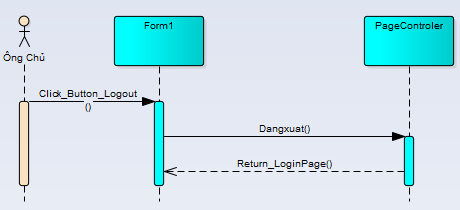 Form1
PageControler
Ông Chủ
Click_Button_Logout
()
Dangxuat()
Return_LoginPage()